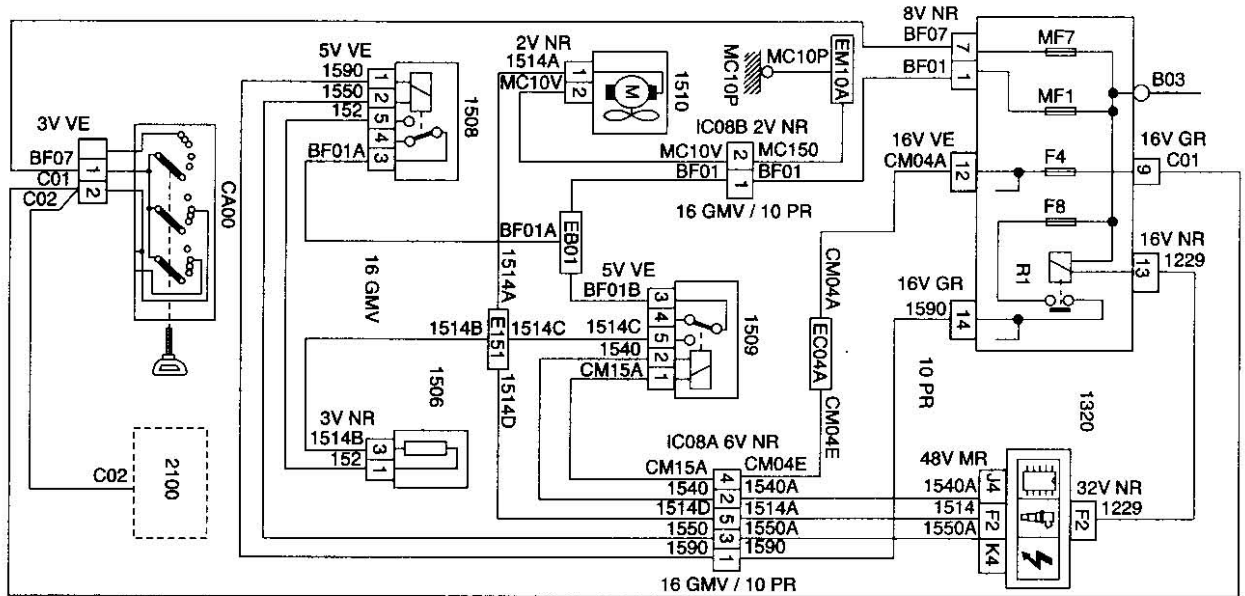 8V NR
BF07
7
MF7
BF01
1
MF1
B03
16V VE
CM04A
12
F4
16V GR
C01
9
F8
16V NR
1229
13
R1
16V GR
1590
14
5V VE
1590
1
1550
2
152
5
4
BF01A
3
1508
2V NR
1514A
1
MC10V
2
M
1510
MC10P
MC10P
EM10A
IC08B 2V NR
MC10V
2
MC150
BF01
1
BF01
16 GMV / 10 PR
3V VE
BF07
1
C01
2
C02
CA00
BF01A
EB01
16 GMV
1514A
1514B
E151
1514C
1514D
5V VE
BF01B
3
4
1514C
5
1540
2
CM15A
1
1509
CM04A
EC04A
CM04E
10 PR
1506
3V NR
1514B
3
152
1
C02
2100
IC08A 6V NR
CM15A
4
CM04E
1540
2
1540A
1514D
5
1514A
1550
3
1550A
1590
1
1590
16 GMV / 10 PR
1320
48V MR
1540A
J4
1514
F2
1550A
K4
32V NR
F2
1229